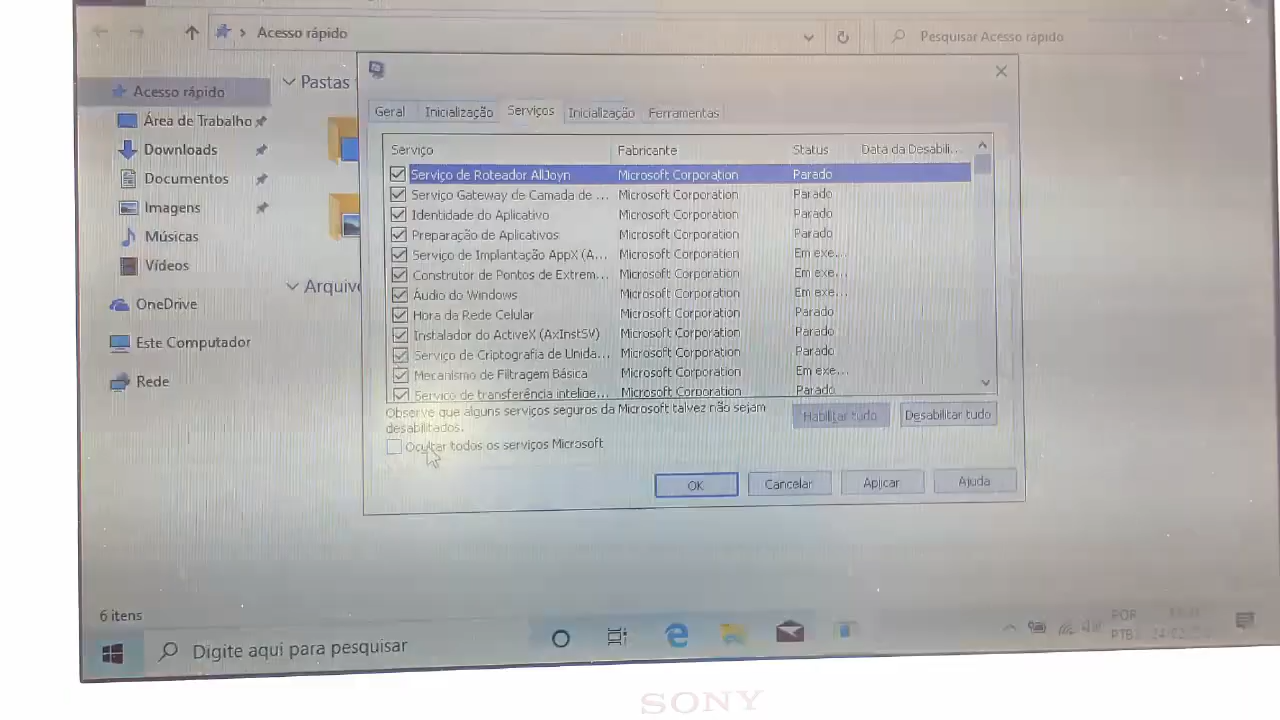 Acesso rápido
Pesquisar Acesso rápido
Acesso rápido
Área de Trabalho
Downloads
Documentos
Imagens
Músicas
Vídeos
OneDrive
Este Computador
Rede
Pastas
Arquiv
Geral Inicialização Serviços Inicialização Ferramentas
Serviço Fabricante Status Data da Desabili...
Serviço de Roteador AllJoyn Microsoft Corporation Parado
Serviço Gateway de Camada de ... Microsoft Corporation Parado
Identidade do Aplicativo Microsoft Corporation Parado
Preparação de Aplicativos Microsoft Corporation Parado
Serviço de Implantação AppX (A... Microsoft Corporation Em exe...
Construtor de Pontos de Extrem... Microsoft Corporation Em exe...
Áudio do Windows Microsoft Corporation Em exe...
Hora da Rede Celular Microsoft Corporation Parado
Instalador do ActiveX (AxInstSV) Microsoft Corporation Parado
Serviço de Criptografia de Unida... Microsoft Corporation Parado
Mecanismo de Filtragem Básica Microsoft Corporation Em exe...
Serviço de transferência intelige... Microsoft Corporation Parado
Observe que alguns serviços seguros da Microsoft talvez não sejam
desabilitados.
Habilitar tudo Desabilitar tudo
Ocultar todos os serviços Microsoft
OK Cancelar Aplicar Ajuda
6 itens
Digite aqui para pesquisar
POR
PTB
SONY